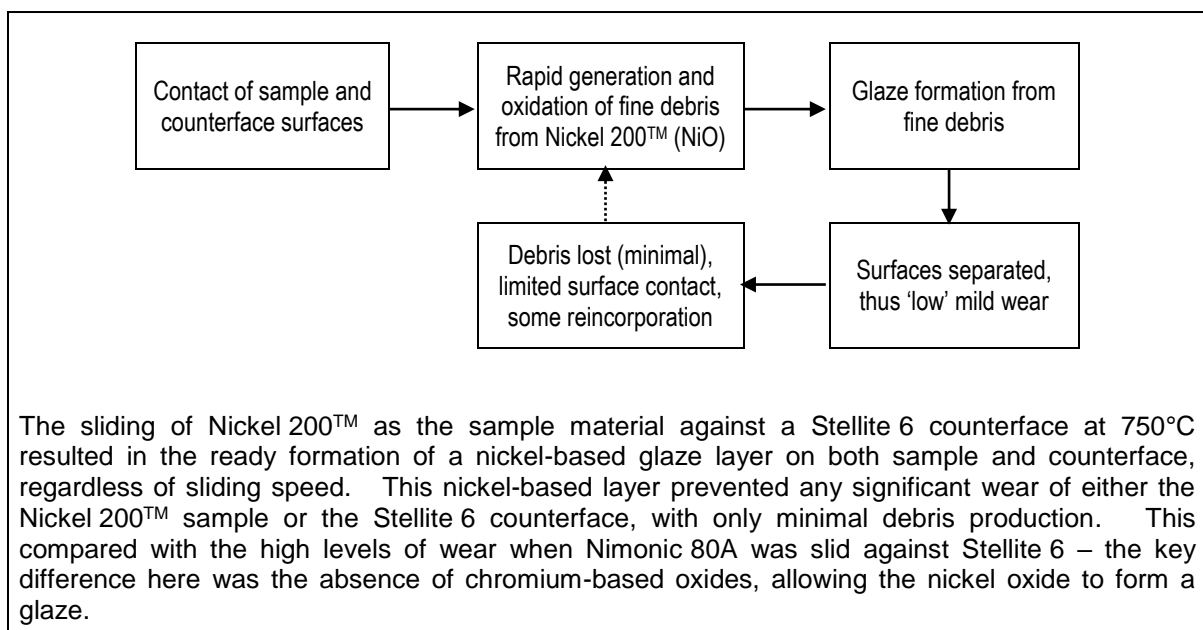 Contact of sample and
counterface surfaces
Rapid generation and
oxidation of fine debris
from Nickel 200™ (NiO)
Glaze formation from
fine debris
Debris lost (minimal),
limited surface contact,
some reincorporation
Surfaces separated,
thus ‘low’ mild wear
The sliding of Nickel 200™ as the sample material against a Stellite 6 counterface at 750°C
resulted in the ready formation of a nickel-based glaze layer on both sample and counterface,
regardless of sliding speed. This nickel-based layer prevented any significant wear of either the
Nickel 200™ sample or the Stellite 6 counterface, with only minimal debris production. This
compared with the high levels of wear when Nimonic 80A was slid against Stellite 6 – the key
difference here was the absence of chromium-based oxides, allowing the nickel oxide to form a
glaze.